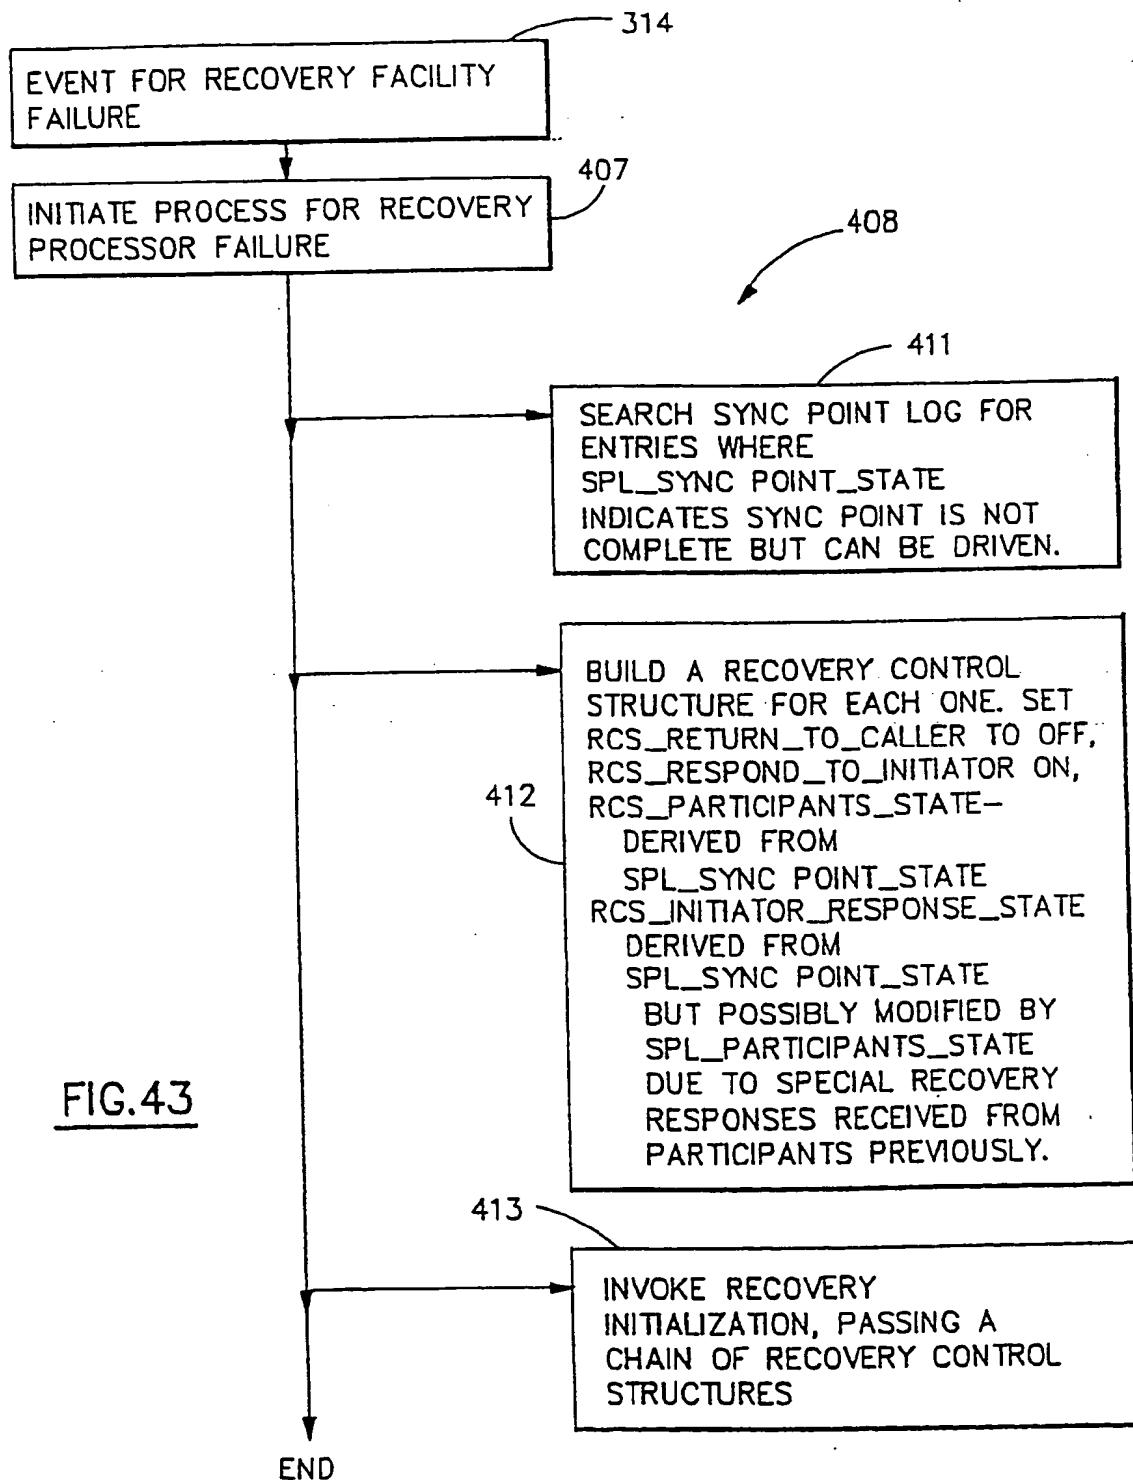 314
EVENT FOR RECOVERY FACILITY
FAILURE
407
INITIATE PROCESS FOR RECOVERY
PROCESSOR FAILURE
408
411
SEARCH SYNC POINT LOG FOR
ENTRIES WHERE
SPL_SYNC POINT_STATE
INDICATES SYNC POINT IS NOT
COMPLETE BUT CAN BE DRIVEN.
412
BUILD A RECOVERY CONTROL
STRUCTURE FOR EACH ONE. SET
RCS_RETURN_TO_CALLER TO OFF,
RCS_RESPOND_TO_INITIATOR ON,
RCS_PARTICIPANTS_STATE-
DERIVED FROM
SPL_SYNC POINT_STATE
RCS_INITIATOR_RESPONSE_STATE
DERIVED FROM
SPL_SYNC POINT_STATE
BUT POSSIBLY MODIFIED BY
SPL_PARTICIPANTS_STATE
DUE TO SPECIAL RECOVERY
RESPONSES RECEIVED FROM
PARTICIPANTS PREVIOUSLY.
FIG.43
413
INVOKE RECOVERY
INITIALIZATION, PASSING A
CHAIN OF RECOVERY CONTROL
STRUCTURES
END